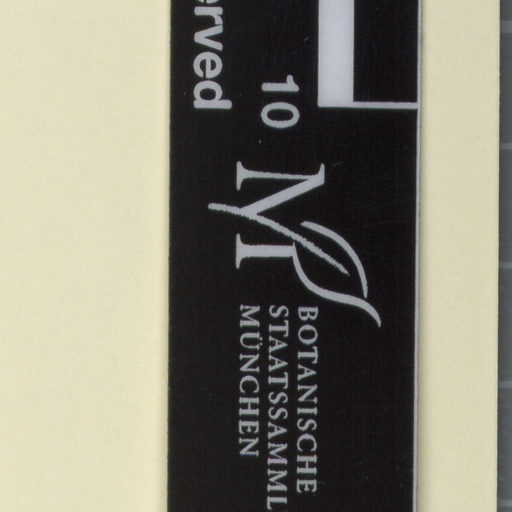 erved
10
M
BOTANISCHE
STAATSSAMML
MÜNCHEN